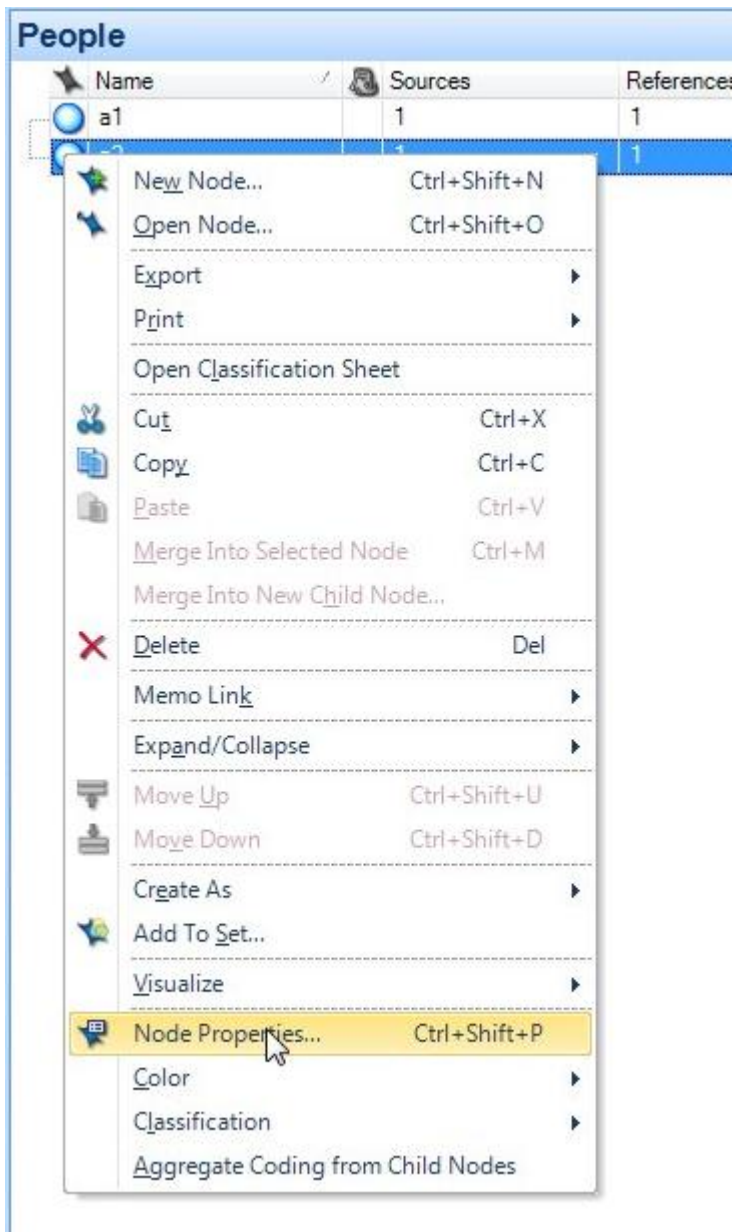 People
Name Sources References
a1 1 1
1
New Node... Ctrl+Shift+N
Open Node... Ctrl+Shift+O
Export
Print
Open Classification Sheet
Cut Ctrl+X
Copy Ctrl+C
Paste Ctrl+V
Merge Into Selected Node Ctrl+M
Merge Into New Child Node...
Delete Del
Memo Link
Expand/Collapse
Move Up Ctrl+Shift+U
Move Down Ctrl+Shift+D
Create As
Add To Set...
Visualize
Node Properties... Ctrl+Shift+P
Color
Classification
Aggregate Coding from Child Nodes